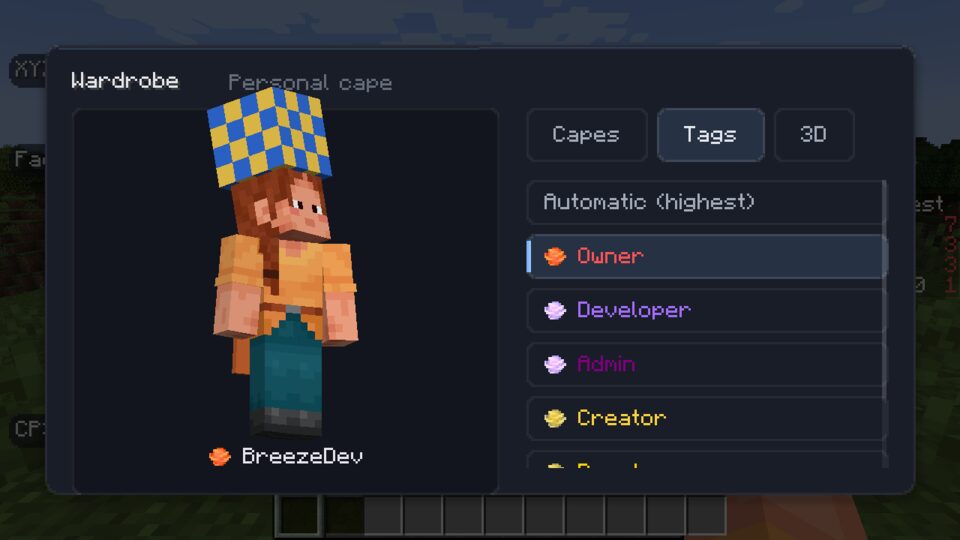 Wardrobe
Personal cape
Capes
Tags
3D
Automatic (highest)
Owner
Developer
Admin
Creator
BreezeDev